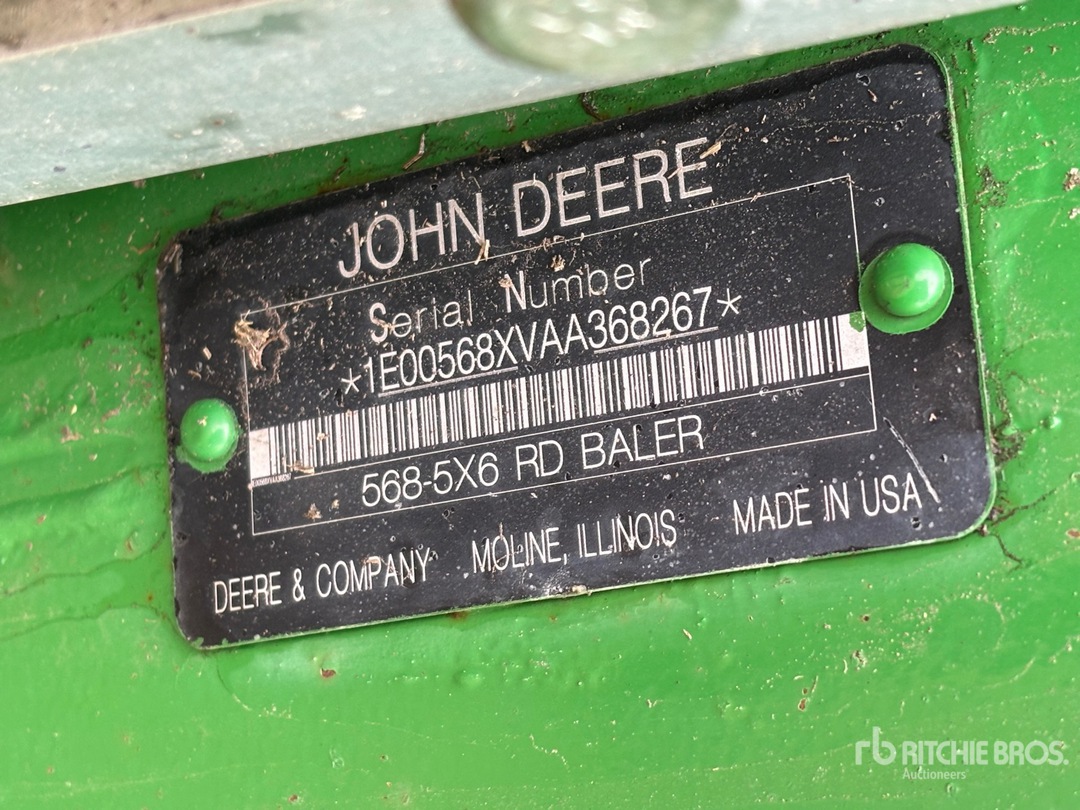 JOHN DEERE
Serial Number
*1E00568XVAA368267*
568-5X6 RD BALER
DEERE & COMPANY MOLINE, ILLINOIS MADE IN USA
rb RITCHIE BROS.
Auctioneers